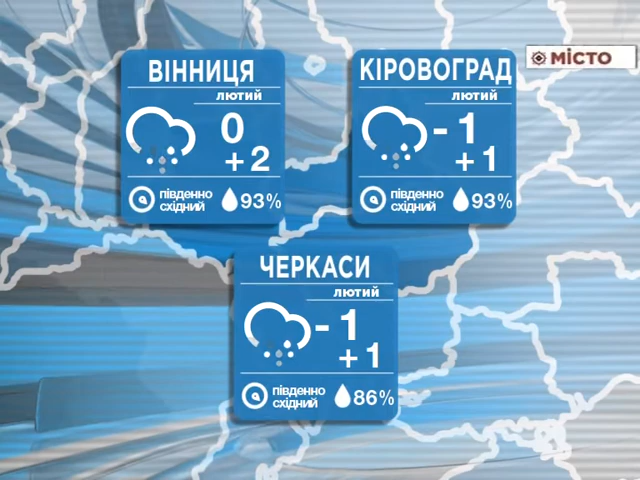 МІСТО
ВІННИЦЯ
лютий
0
+2
південно
східний
93%
КІРОВОГРАД
лютий
-1
+1
південно
східний
93%
ЧЕРКАСИ
лютий
-1
+1
південно
східний
86%